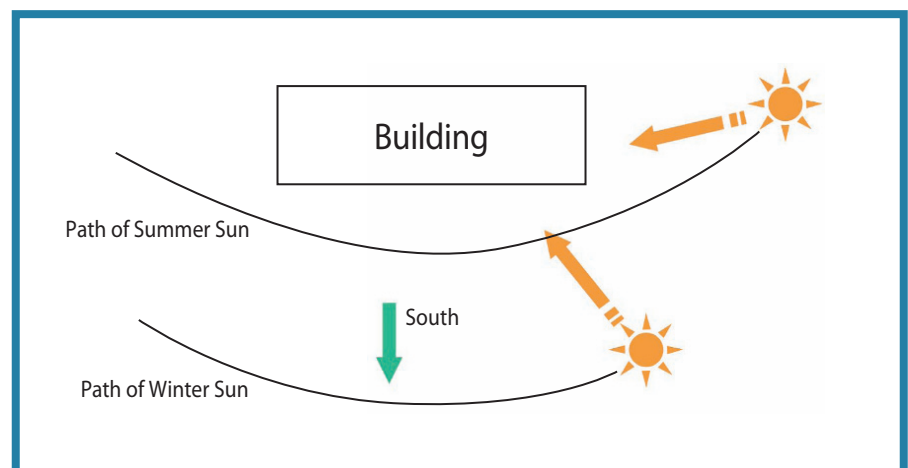 Building
Path of Summer Sun
South
Path of Winter Sun